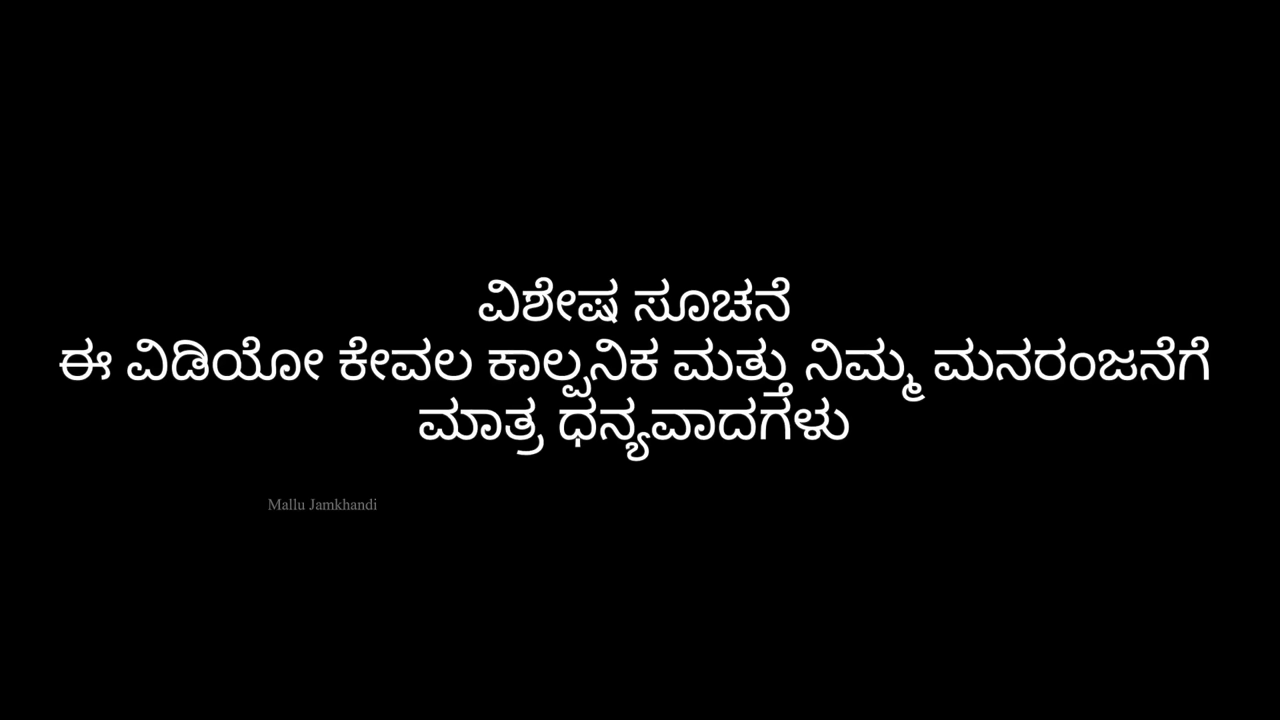 ವಿಶೇಷ ಸೂಚನೆ
ಈ ವಿಡಿಯೋ ಕೇವಲ ಕಾಲ್ಪನಿಕ ಮತ್ತು ನಿಮ್ಮ ಮನರಂಜನೆಗೆ
ಮಾತ್ರ ಧನ್ಯವಾದಗಳು
Mallu Jamkhandi